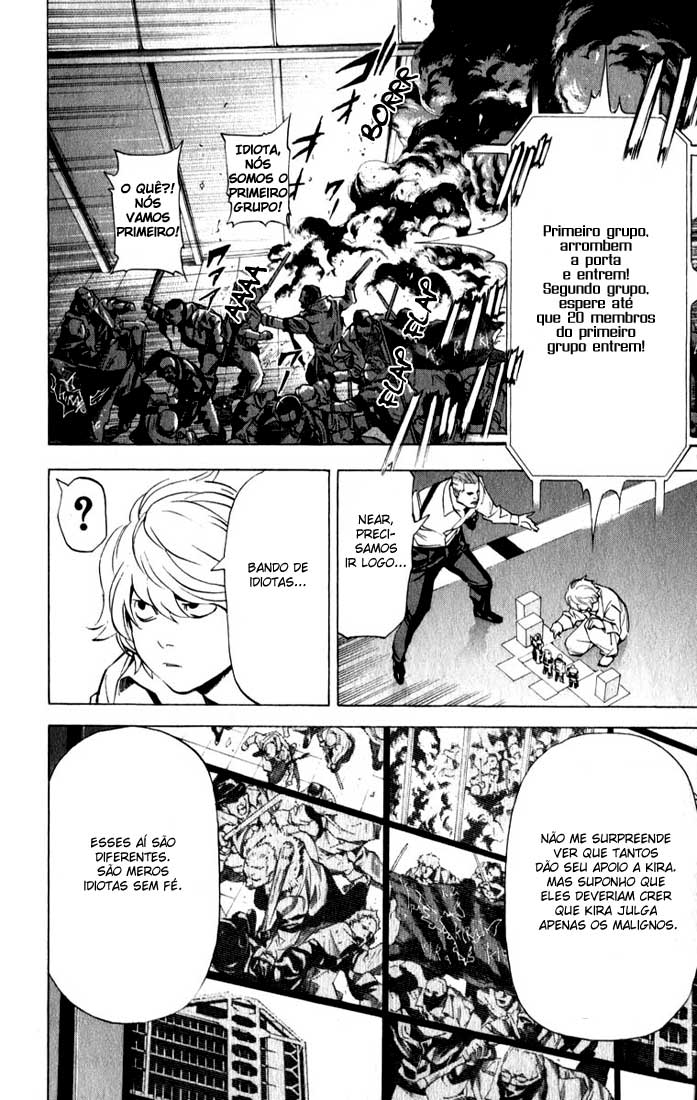 Primeiro grupo,
arrombem
a porta
e entrem!
Segundo grupo,
espere até
que 20 membros
do primeiro
grupo entrem!
BORRR
IDIOTA,
NÓS
SOMOS O
PRIMEIRO
GRUPO!
O QUÊ?!
NÓS
VAMOS
PRIMEIRO!
AAAA
FLAP FLAP
NEAR,
PRECI-
SAMOS
IR LOGO...
BANDO DE
IDIOTAS...
?
NÃO ME SURPREENDE
VER QUE TANTOS
DÃO SEU APOIO A KIRA.
MAS SUPONHO QUE
ELES DEVERIAM CRER
QUE KIRA JULGA
APENAS OS MALIGNOS.
ESSES AÍ SÃO
DIFERENTES.
SÃO MEROS
IDIOTAS SEM FÉ.